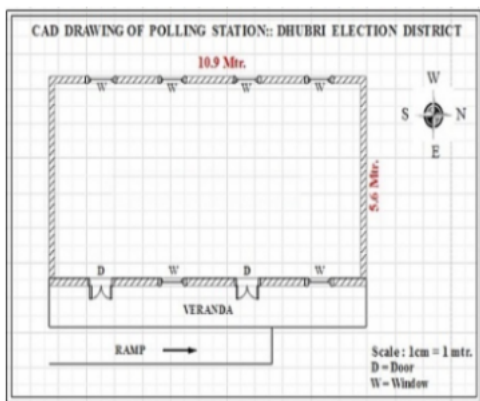 CAD DRAWING OF POLLING STATION:: DHUBRI ELECTION DISTRICT
10.9 Mtr.
W W W W
W
S N
E
5.6 Mtr.
D W D W
VERANDA
RAMP
Scale : 1cm = 1 mtr.
D = Door
W = Window